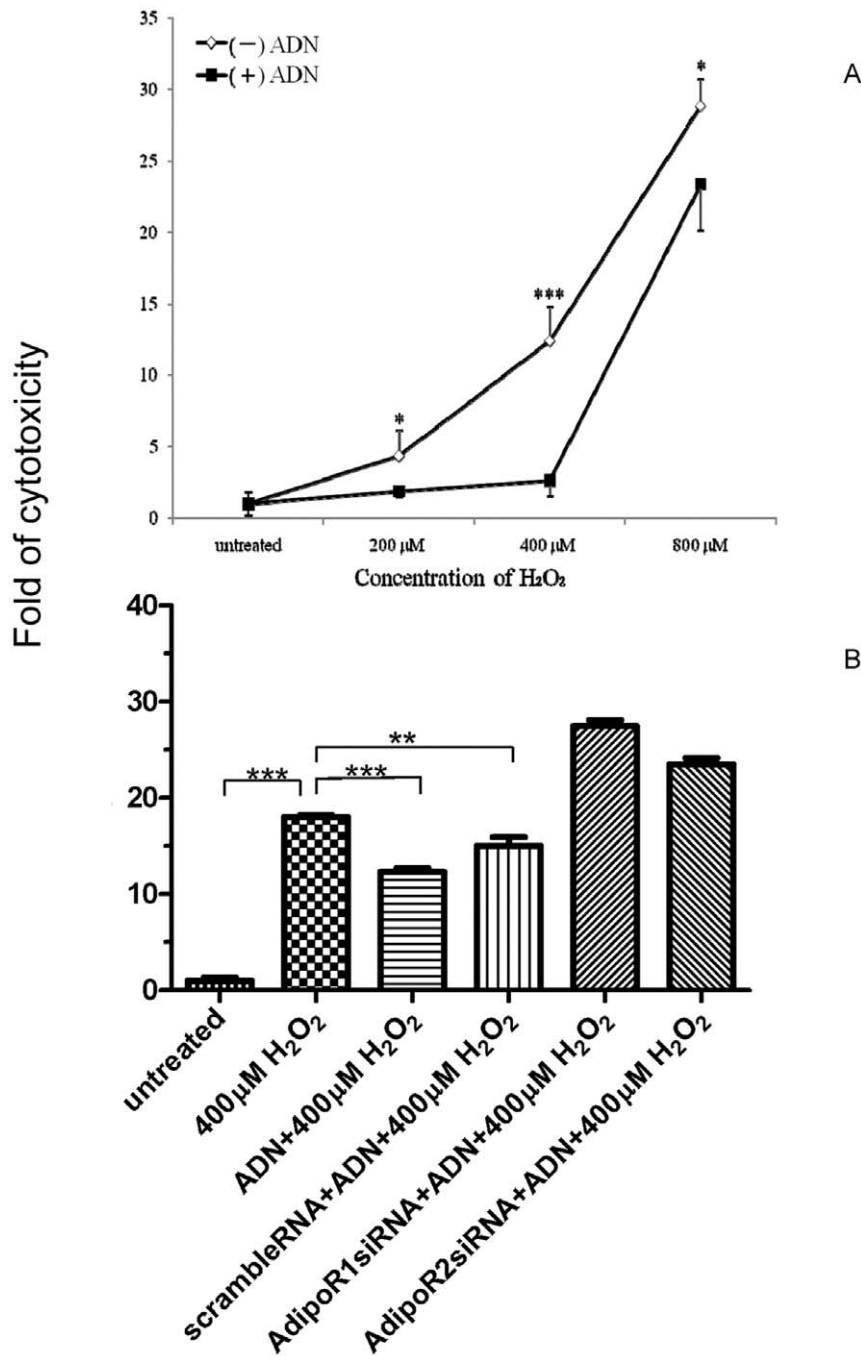 Fold of cytotoxicity
A
35
30
25
20
15
10
5
0
(−) ADN
(+) ADN
*
***
*
untreated
200 µM
400 µM
800 µM
Concentration of H₂O₂
B
40
30
20
10
0
***
***
**
untreated
400µM H₂O₂
ADN+400µM H₂O₂
scrambleRNA+ADN+400µM H₂O₂
AdipoR1siRNA+ADN+400µM H₂O₂
AdipoR2siRNA+ADN+400µM H₂O₂